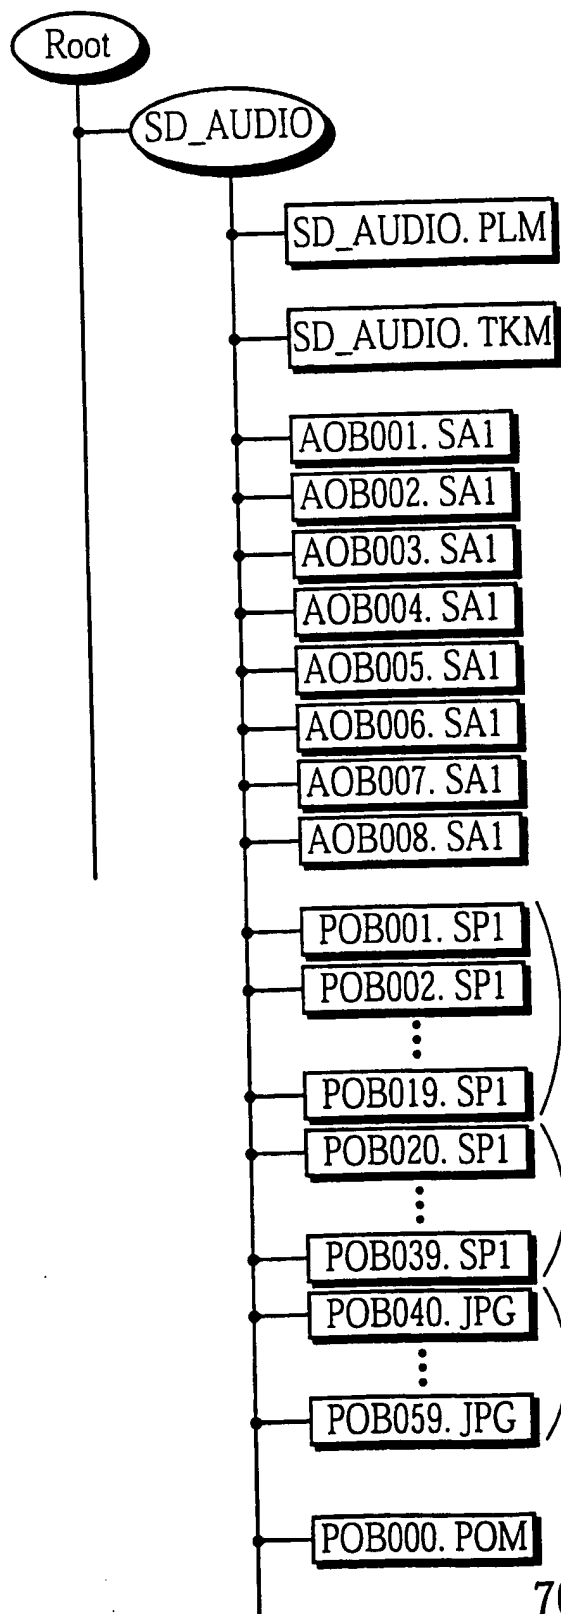 Root
SD_AUDIO
SD_AUDIO. PLM
SD_AUDIO. TKM
AOB001. SA1
AOB002. SA1
AOB003. SA1
AOB004. SA1
AOB005. SA1
AOB006. SA1
AOB007. SA1
AOB008. SA1
POB001. SP1
POB002. SP1
POB019. SP1
POB020. SP1
POB039. SP1
POB040. JPG
POB059. JPG
POB000. POM